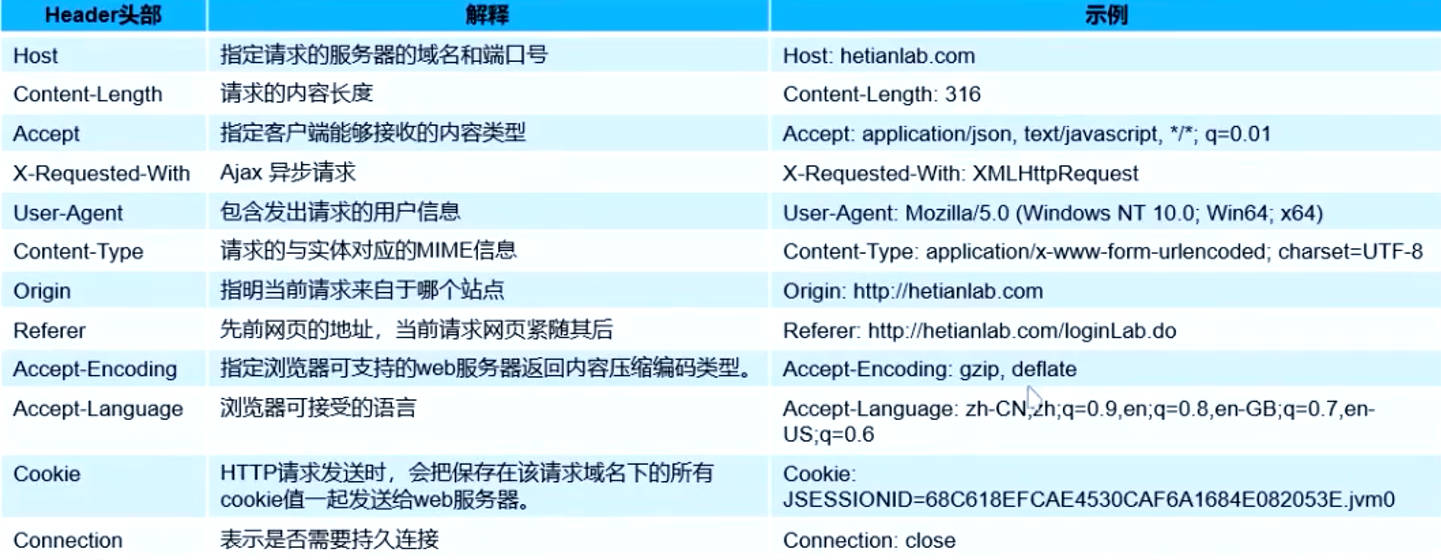 Header头部 解释 示例
Host 指定请求的服务器的域名和端口号 Host: hetianlab.com
Content-Length 请求的内容长度 Content-Length: 316
Accept 指定客户端能够接收的内容类型 Accept: application/json, text/javascript, */*; q=0.01
X-Requested-With Ajax 异步请求 X-Requested-With: XMLHttpRequest
User-Agent 包含发出请求的用户信息 User-Agent: Mozilla/5.0 (Windows NT 10.0; Win64; x64)
Content-Type 请求的与实体对应的MIME信息 Content-Type: application/x-www-form-urlencoded; charset=UTF-8
Origin 指明当前请求来自于哪个站点 Origin: http://hetianlab.com
Referer 先前网页的地址，当前请求网页紧随其后 Referer: http://hetianlab.com/loginLab.do
Accept-Encoding 指定浏览器可支持的web服务器返回内容压缩编码类型。 Accept-Encoding: gzip, deflate
Accept-Language 浏览器可接受的语言 Accept-Language: zh-CN,zh;q=0.9,en;q=0.8,en-GB;q=0.7,en-
US;q=0.6
Cookie HTTP请求发送时，会把保存在该请求域名下的所有 Cookie:
cookie值一起发送给web服务器。 JSESSIONID=68C618EFCAE4530CAF6A1684E082053E.jvm0
Connection 表示是否需要持久连接 Connection: close